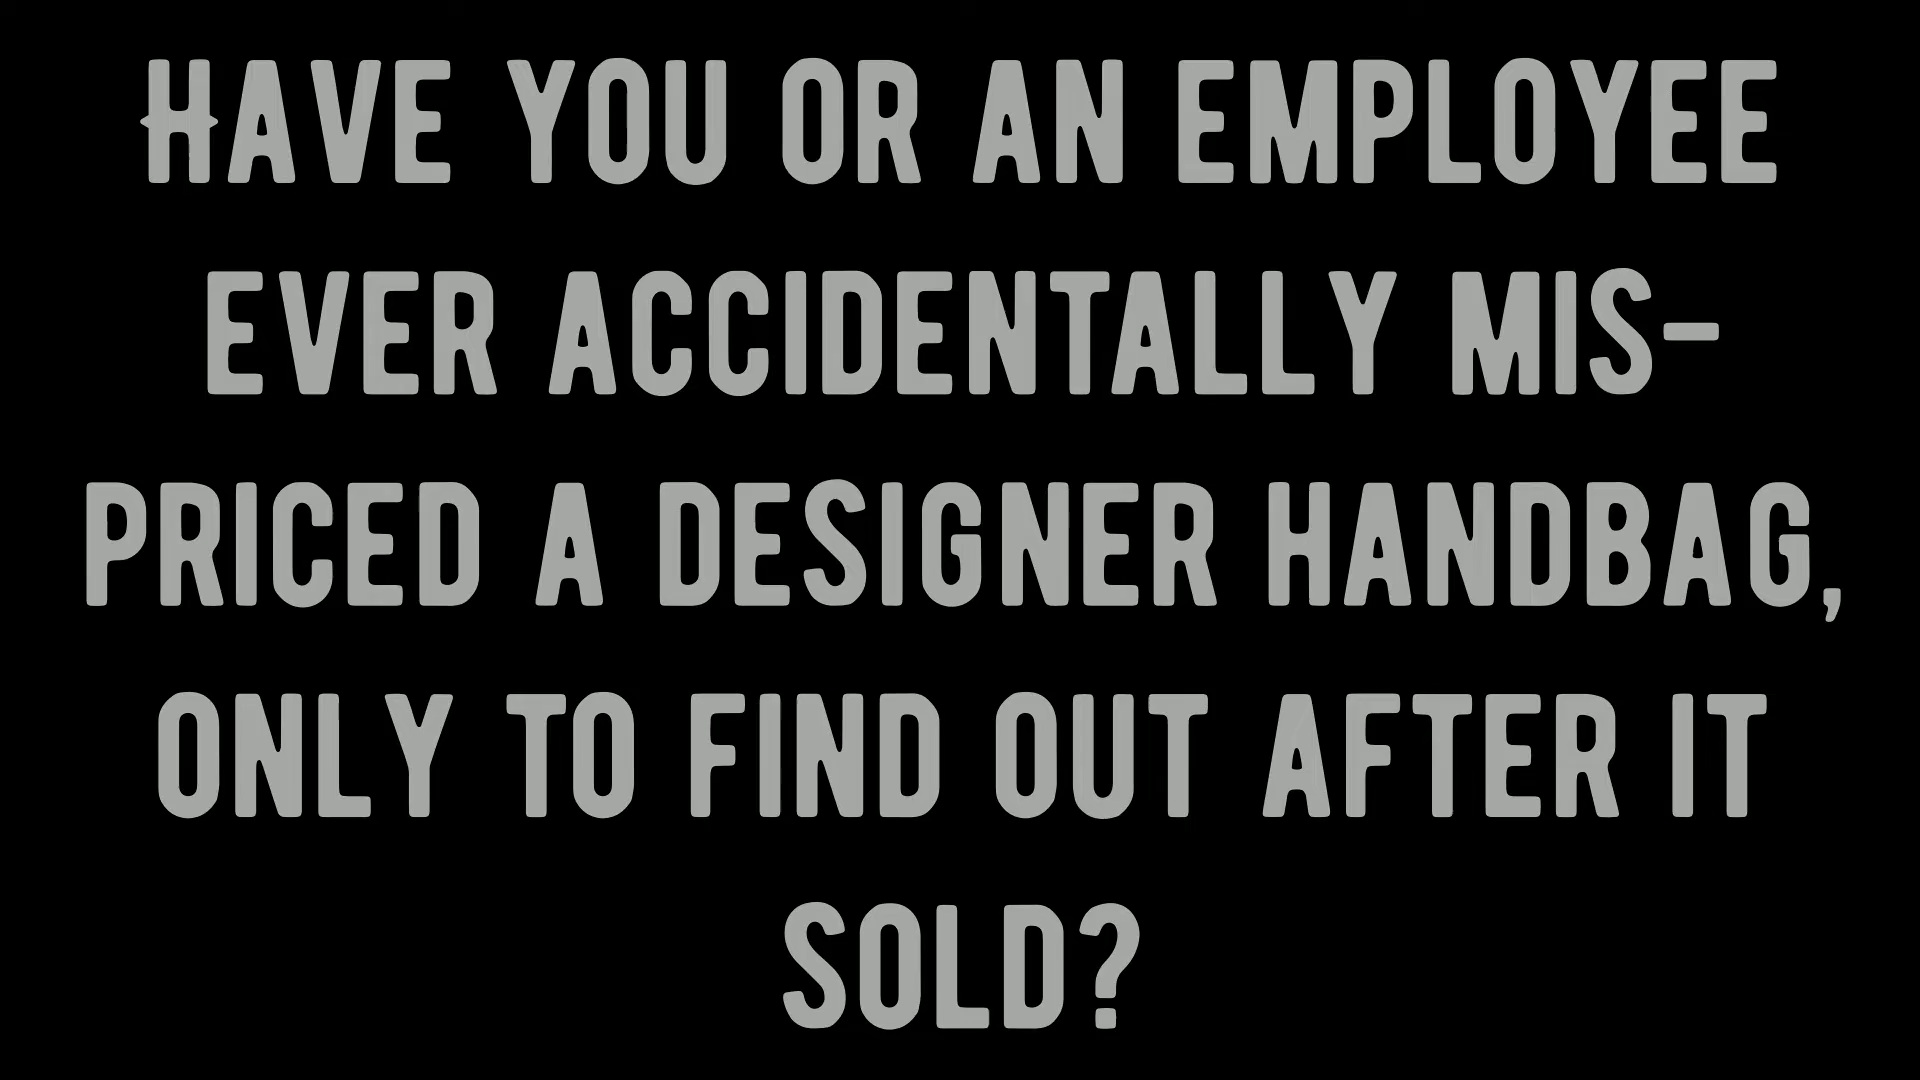 HAVE YOU OR AN EMPLOYEE
EVER ACCIDENTALLY MIS-
PRICED A DESIGNER HANDBAG,
ONLY TO FIND OUT AFTER IT
SOLD?